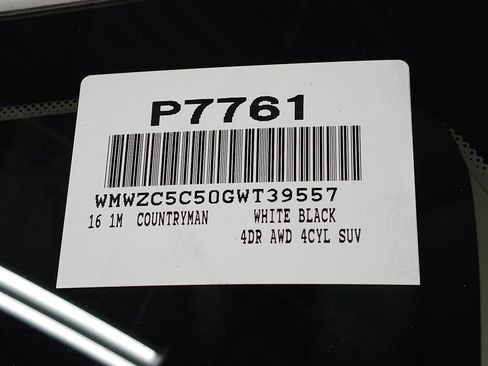 P7761
WMWZC5C50GWT39557
16 1M COUNTRYMAN WHITE BLACK
4DR AWD 4CYL SUV